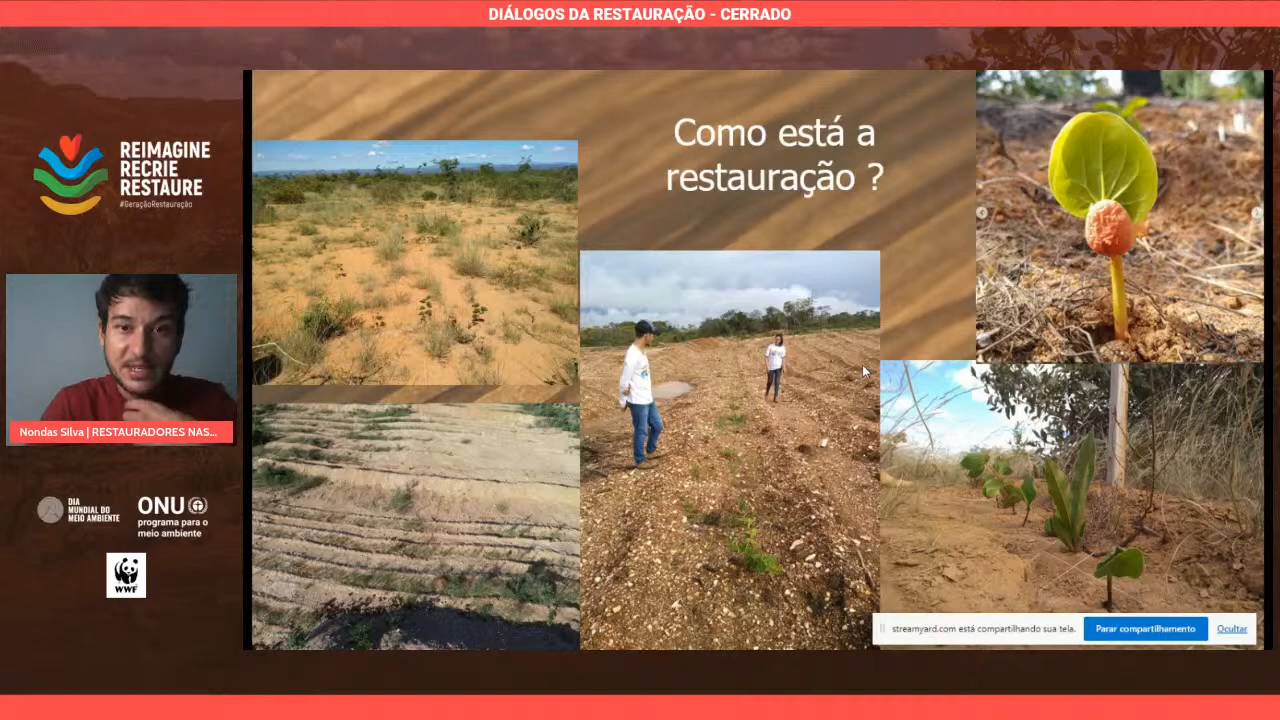 DIÁLOGOS DA RESTAURAÇÃO - CERRADO
REIMAGINE
RECRIE
RESTAURE
#GeraçãoRestauração
Como está a
restauração ?
Nondas Silva | RESTAURADORES NAS...
DIA
MUNDIAL DO
MEIO AMBIENTE
ONU
programa para o
meio ambiente
WWF
streamyard.com está compartilhando sua tela.
Parar compartilhamento
Ocultar